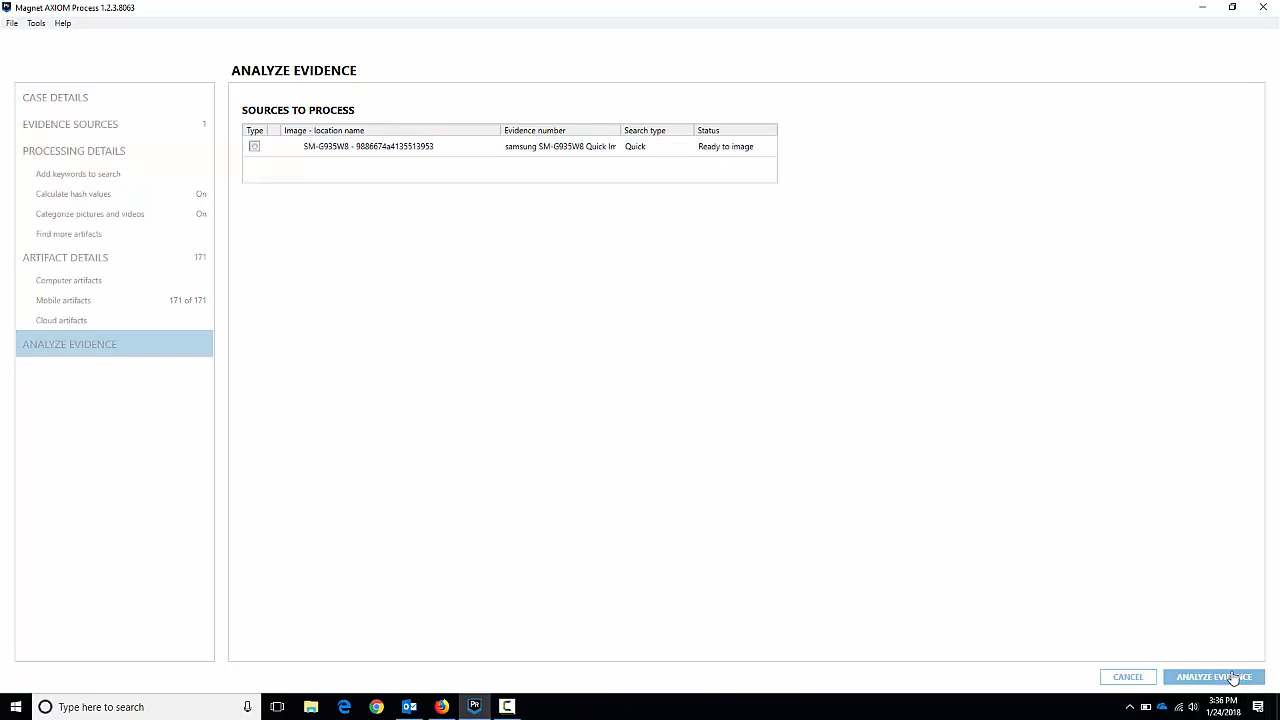 Magnet AXIOM Process 1.2.3.8063
File Tools Help
ANALYZE EVIDENCE
CASE DETAILS
EVIDENCE SOURCES 1
PROCESSING DETAILS
Add keywords to search
Calculate hash values On
Categorize pictures and videos On
Find more artifacts
ARTIFACT DETAILS 171
Computer artifacts
Mobile artifacts 171 of 171
Cloud artifacts
ANALYZE EVIDENCE
SOURCES TO PROCESS
Type Image - location name Evidence number Search type Status
SM-G935W8 - 9886674a4135513953 samsung SM-G935W8 Quick Im Quick Ready to image
CANCEL ANALYZE EVIDENCE
Type here to search
3:36 PM
1/24/2018